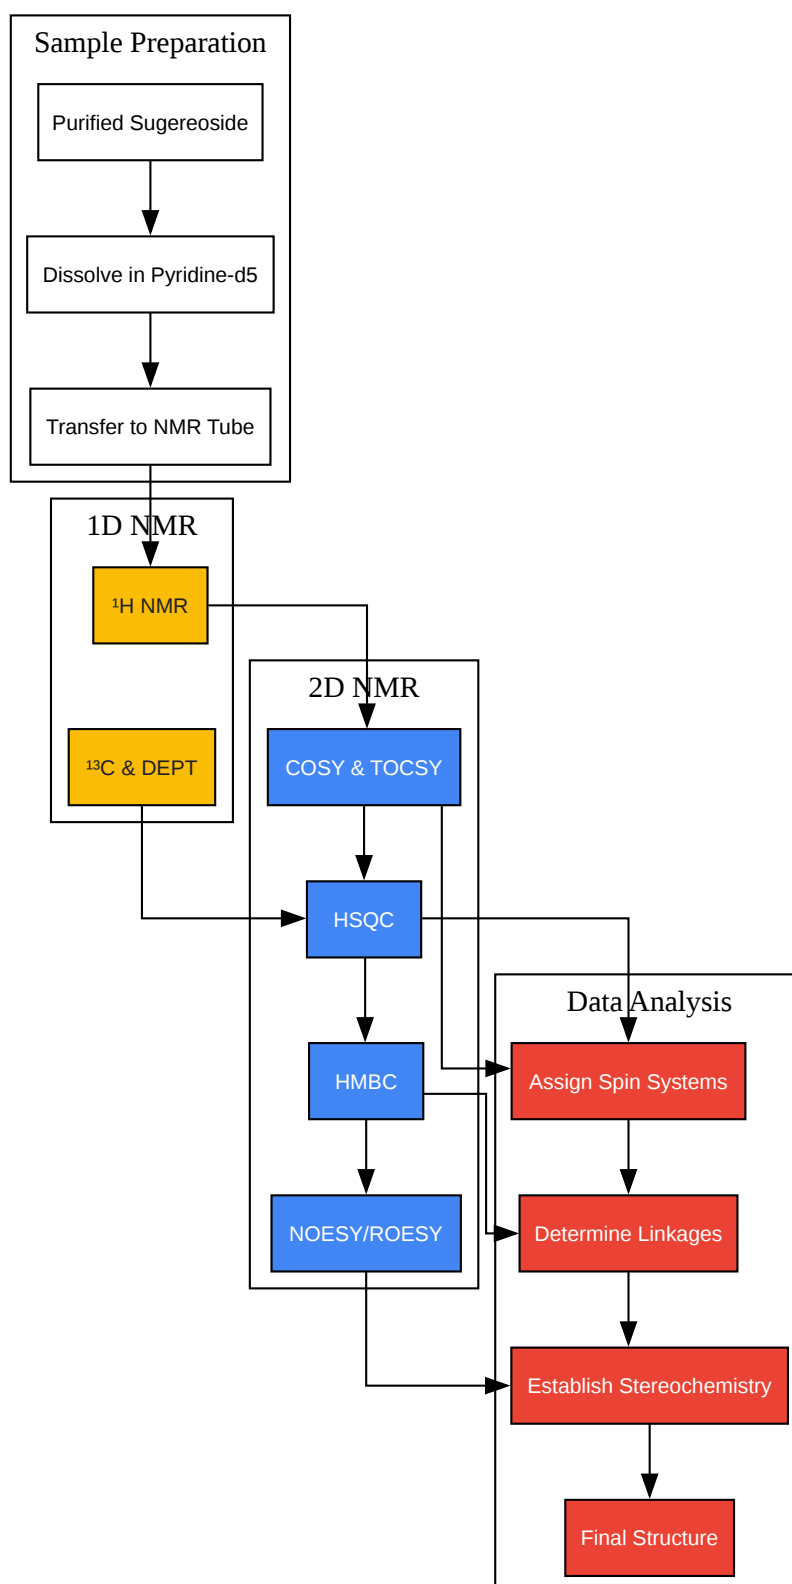 Sample Preparation
Purified Sugereoside
Dissolve in Pyridine-d5
Transfer to NMR Tube
1D NMR
¹H NMR
¹³C & DEPT
2D NMR
COSY & TOCSY
HSQC
HMBC
NOESY/ROESY
Data Analysis
Assign Spin Systems
Determine Linkages
Establish Stereochemistry
Final Structure